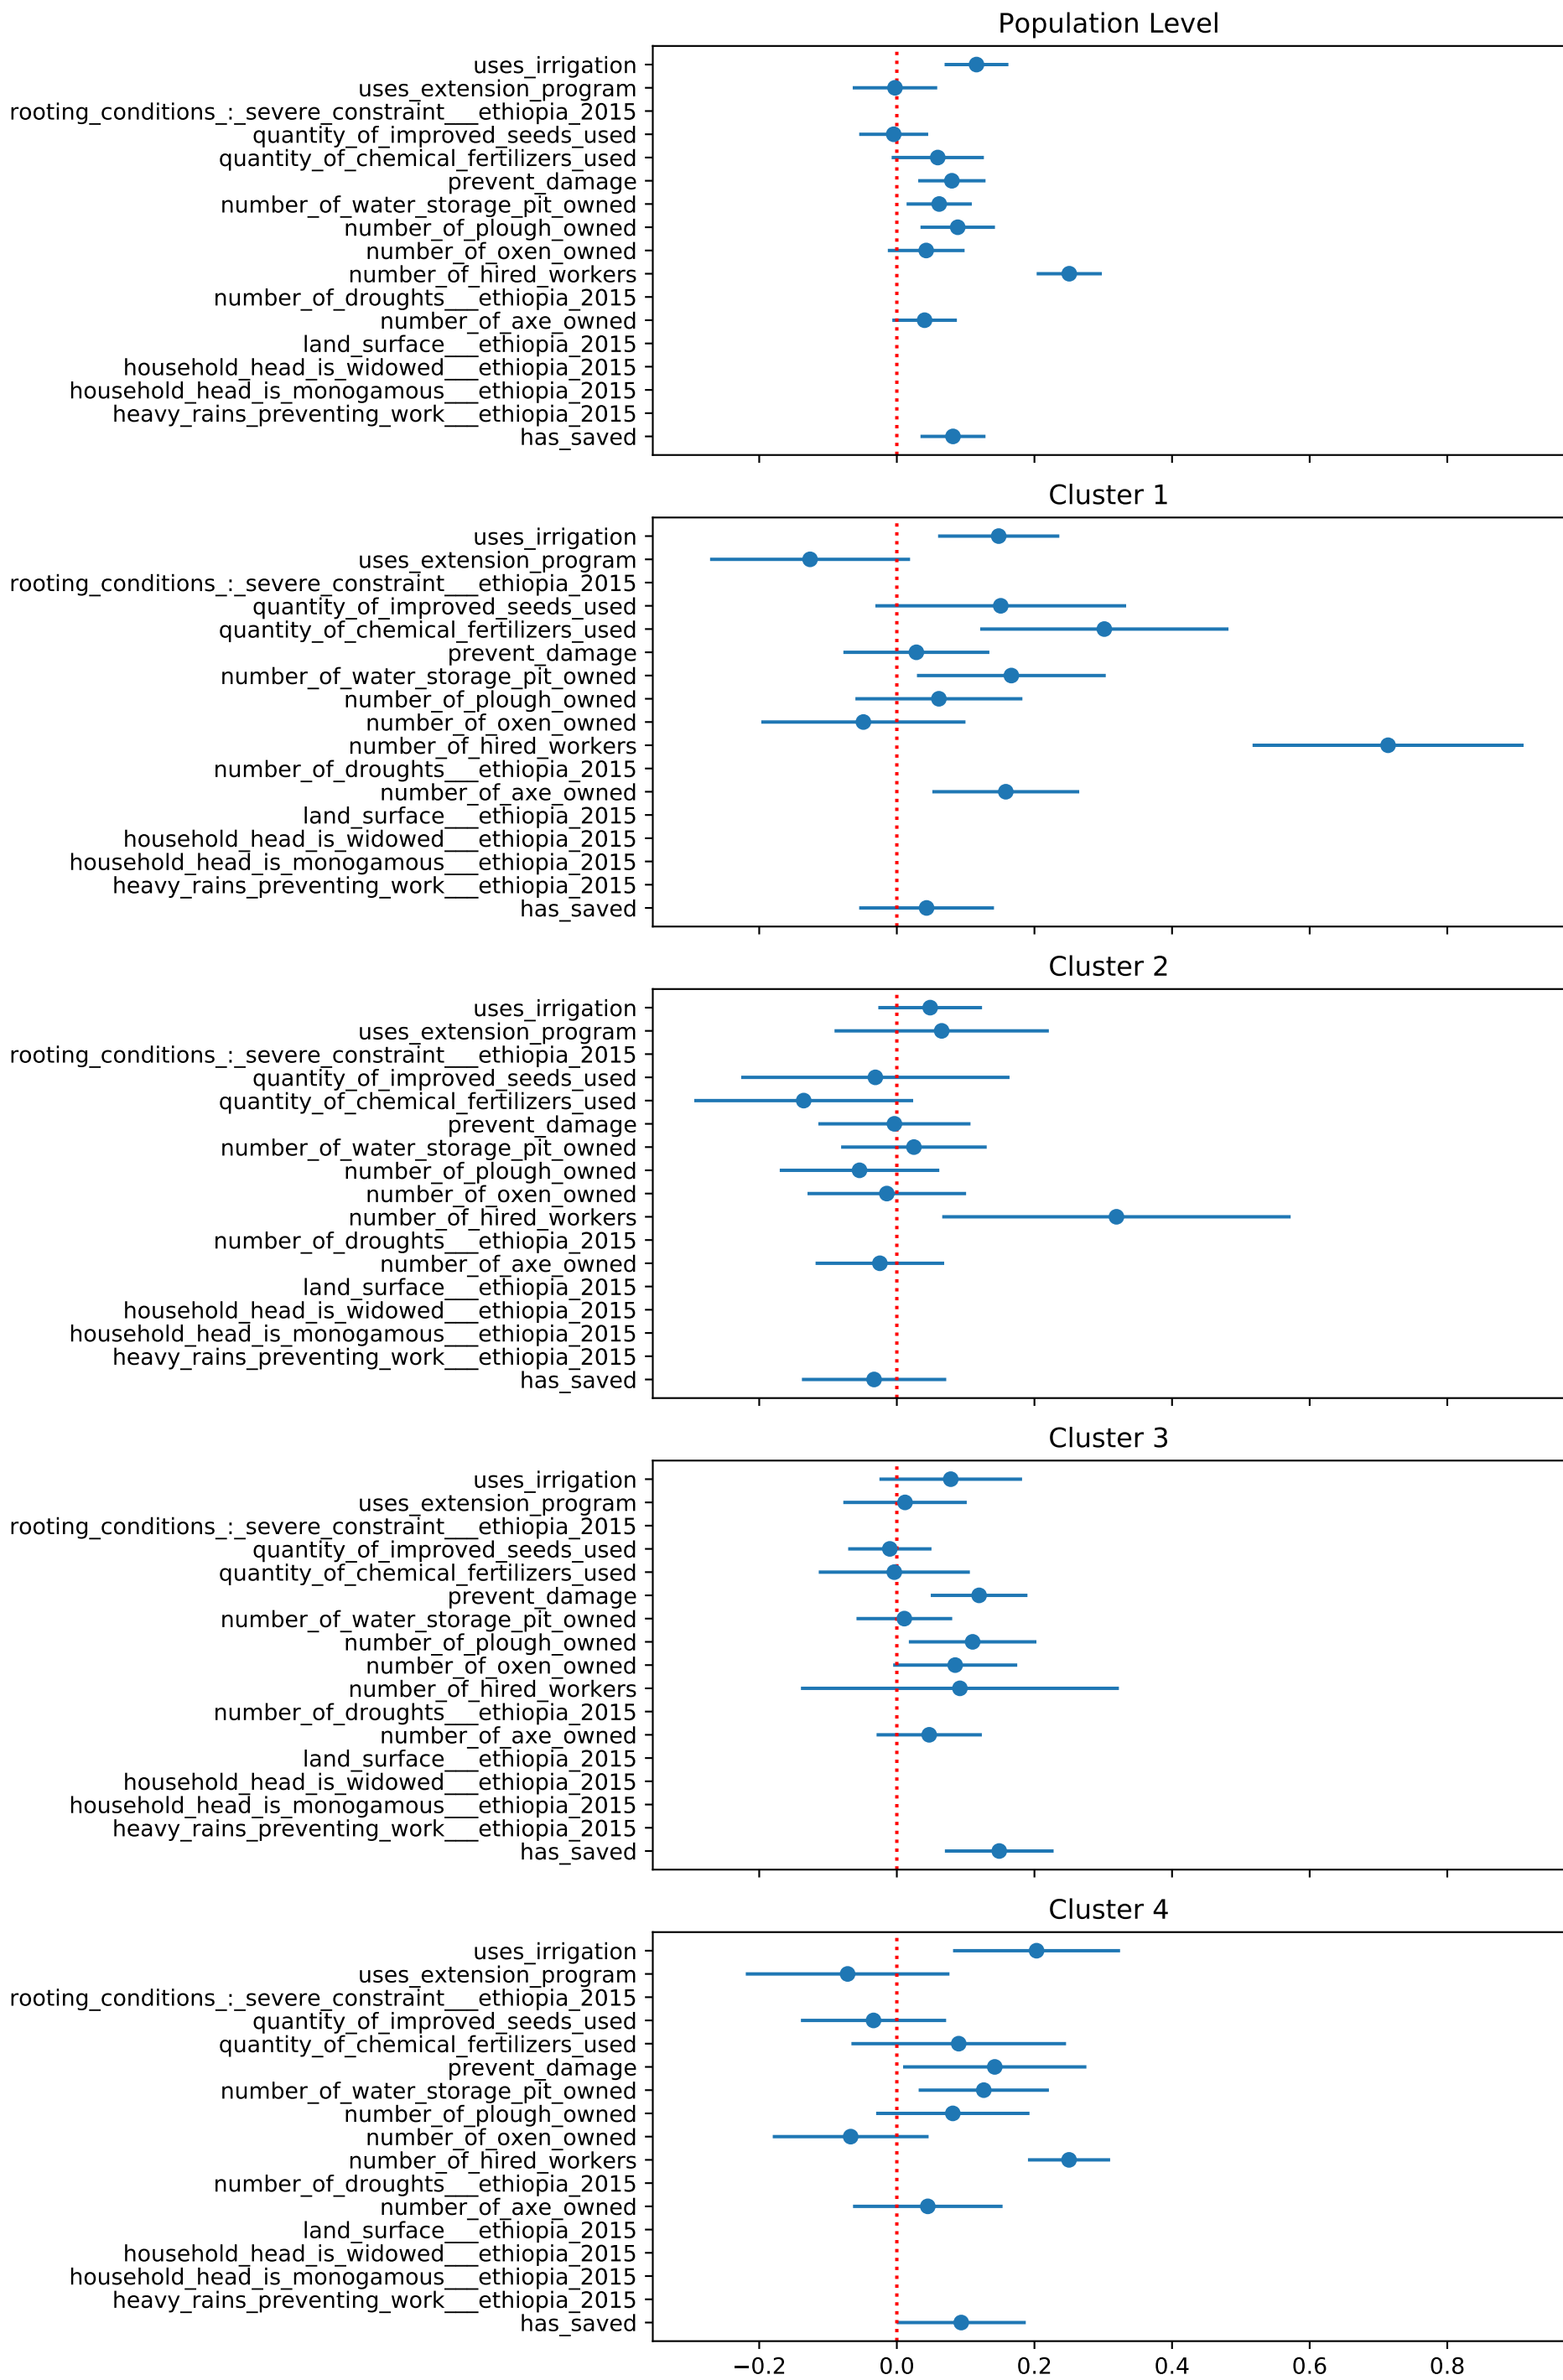 Population Level
uses_irrigation
uses_extension_program
rooting_conditions_:_severe_constraint___ethiopia_2015
quantity_of_improved_seeds_used
quantity_of_chemical_fertilizers_used
prevent_damage
number_of_water_storage_pit_owned
number_of_plough_owned
number_of_oxen_owned
number_of_hired_workers
number_of_droughts___ethiopia_2015
number_of_axe_owned
land_surface___ethiopia_2015
household_head_is_widowed___ethiopia_2015
household_head_is_monogamous___ethiopia_2015
heavy_rains_preventing_work___ethiopia_2015
has_saved
Cluster 1
uses_irrigation
uses_extension_program
rooting_conditions_:_severe_constraint___ethiopia_2015
quantity_of_improved_seeds_used
quantity_of_chemical_fertilizers_used
prevent_damage
number_of_water_storage_pit_owned
number_of_plough_owned
number_of_oxen_owned
number_of_hired_workers
number_of_droughts___ethiopia_2015
number_of_axe_owned
land_surface___ethiopia_2015
household_head_is_widowed___ethiopia_2015
household_head_is_monogamous___ethiopia_2015
heavy_rains_preventing_work___ethiopia_2015
has_saved
Cluster 2
uses_irrigation
uses_extension_program
rooting_conditions_:_severe_constraint___ethiopia_2015
quantity_of_improved_seeds_used
quantity_of_chemical_fertilizers_used
prevent_damage
number_of_water_storage_pit_owned
number_of_plough_owned
number_of_oxen_owned
number_of_hired_workers
number_of_droughts___ethiopia_2015
number_of_axe_owned
land_surface___ethiopia_2015
household_head_is_widowed___ethiopia_2015
household_head_is_monogamous___ethiopia_2015
heavy_rains_preventing_work___ethiopia_2015
has_saved
Cluster 3
uses_irrigation
uses_extension_program
rooting_conditions_:_severe_constraint___ethiopia_2015
quantity_of_improved_seeds_used
quantity_of_chemical_fertilizers_used
prevent_damage
number_of_water_storage_pit_owned
number_of_plough_owned
number_of_oxen_owned
number_of_hired_workers
number_of_droughts___ethiopia_2015
number_of_axe_owned
land_surface___ethiopia_2015
household_head_is_widowed___ethiopia_2015
household_head_is_monogamous___ethiopia_2015
heavy_rains_preventing_work___ethiopia_2015
has_saved
Cluster 4
uses_irrigation
uses_extension_program
rooting_conditions_:_severe_constraint___ethiopia_2015
quantity_of_improved_seeds_used
quantity_of_chemical_fertilizers_used
prevent_damage
number_of_water_storage_pit_owned
number_of_plough_owned
number_of_oxen_owned
number_of_hired_workers
number_of_droughts___ethiopia_2015
number_of_axe_owned
land_surface___ethiopia_2015
household_head_is_widowed___ethiopia_2015
household_head_is_monogamous___ethiopia_2015
heavy_rains_preventing_work___ethiopia_2015
has_saved
−0.2 0.0 0.2 0.4 0.6 0.8